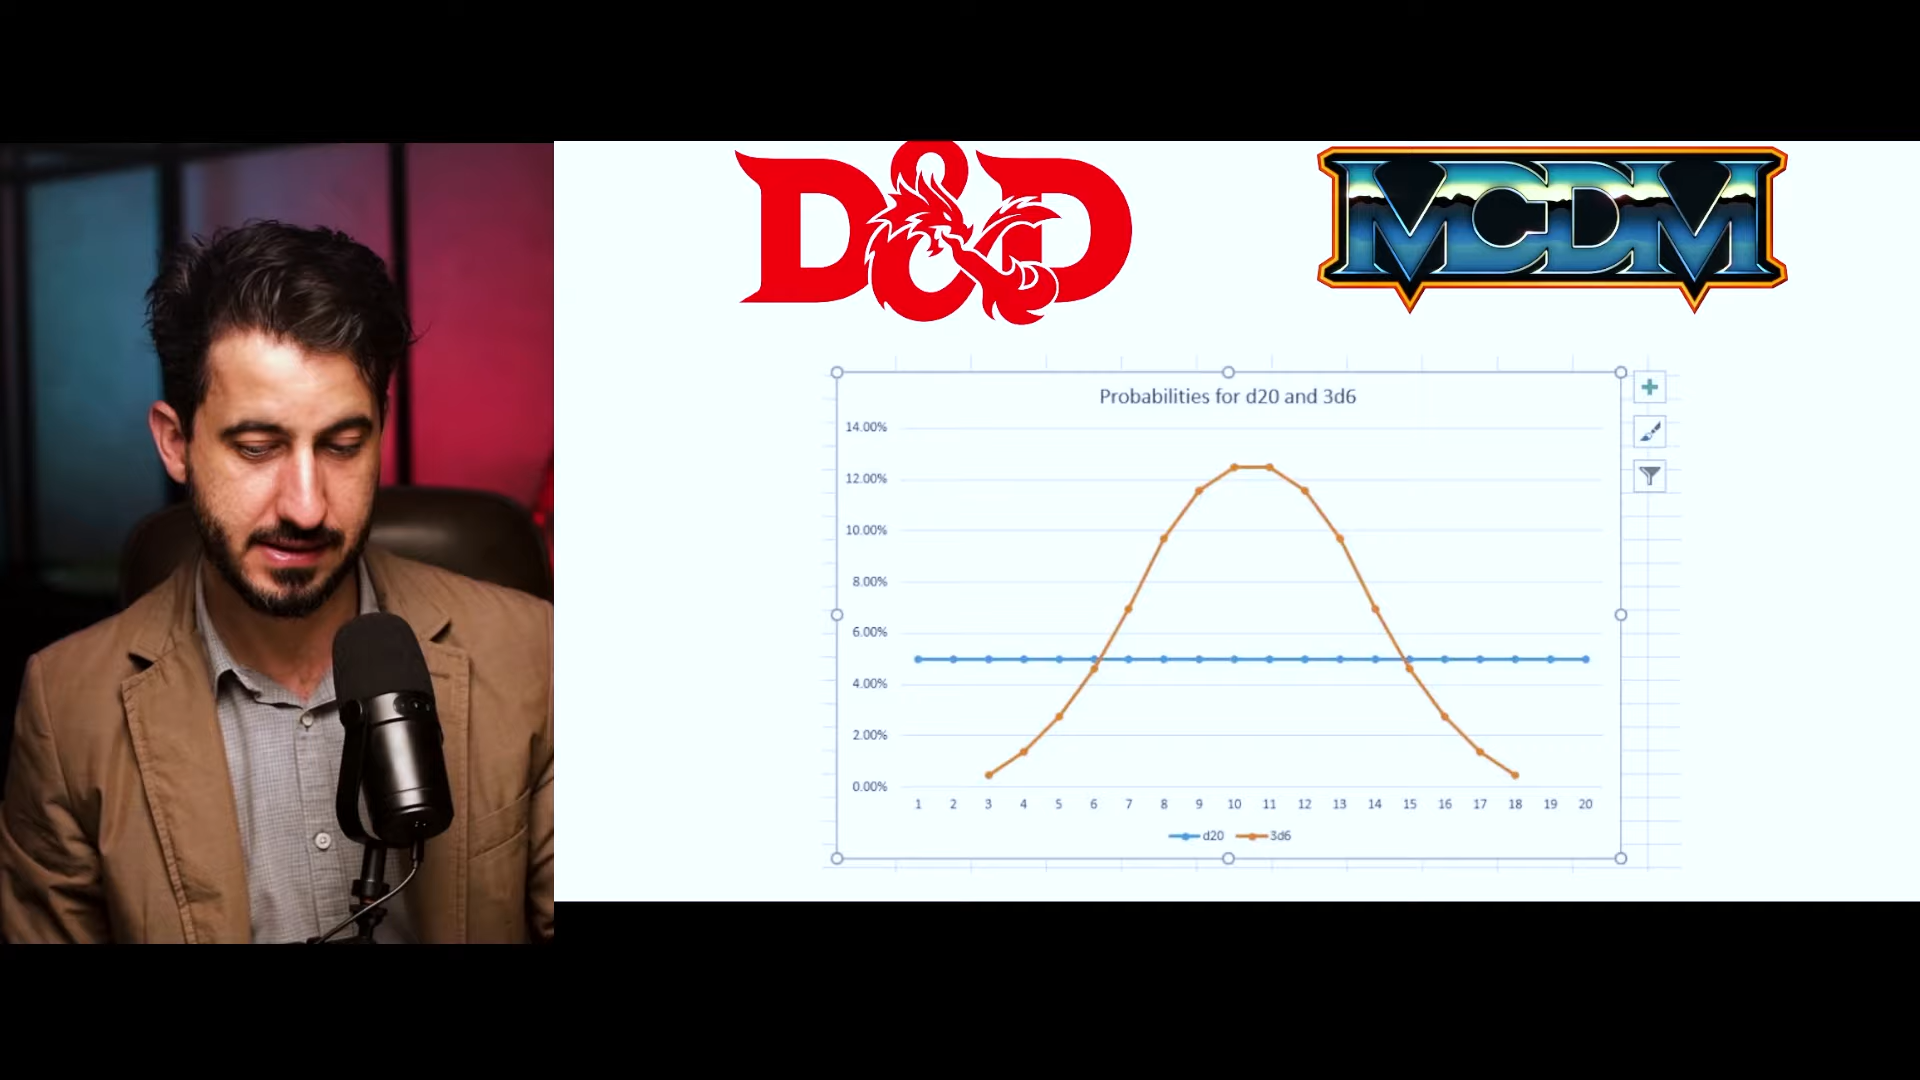 D&D
MCDM
Probabilities for d20 and 3d6
14.00%
12.00%
10.00%
8.00%
6.00%
4.00%
2.00%
0.00%
1 2 3 4 5 6 7 8 9 10 11 12 13 14 15 16 17 18 19 20
d20 3d6